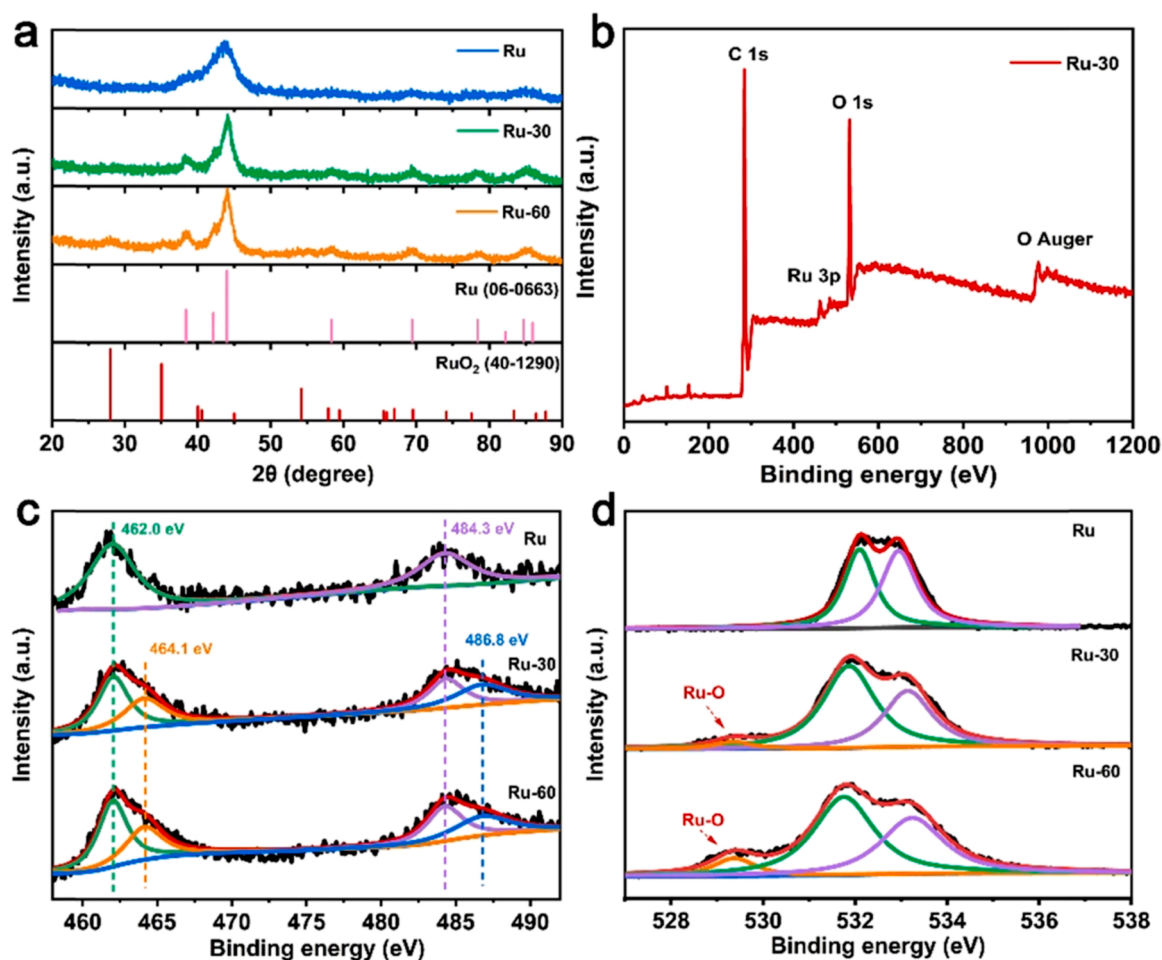 a
Ru
Ru-30
Ru-60
Ru (06-0663)
RuO₂ (40-1290)
Intensity (a.u.)
20 30 40 50 60 70 80 90
2θ (degree)
b
C 1s
O 1s
Ru 3p
O Auger
Ru-30
Intensity (a.u.)
0 200 400 600 800 1000 1200
Binding energy (eV)
c
462.0 eV
484.3 eV
Ru
464.1 eV
486.8 eV
Ru-30
Ru-60
Intensity (a.u.)
460 465 470 475 480 485 490
Binding energy (eV)
d
Ru
Ru-30
Ru-O
Ru-60
Ru-O
Intensity (a.u.)
528 530 532 534 536 538
Binding energy (eV)